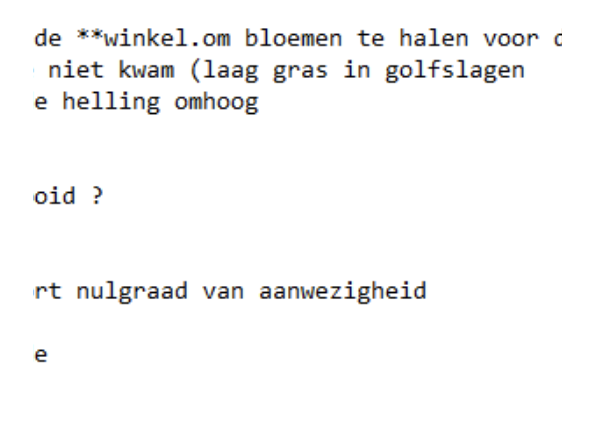 de **winkel.om bloemen te halen voor
niet kwam (laag gras in golfslagen
e helling omhoog
oid ?
rt nulgraad van aanwezigheid
e